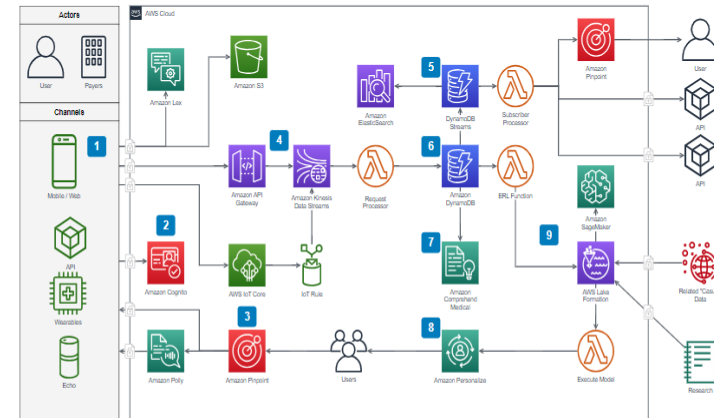 Actors
User
Payers
Channels
1
Mobile / Web
API
Wearables
Echo
aws
AWS Cloud
Amazon Lex
Amazon S3
4
Amazon API
Gateway
Amazon Kinesis
Data Streams
Request
Processor
2
Amazon Cognito
AWS IoT Core
IoT Rule
3
Amazon Polly
Amazon Pinpoint
Users
5
Amazon
ElasticSearch
DynamoDB
Streams
Subscriber
Processor
6
Amazon
DynamoDB
ERL Function
7
Amazon
Comprehend
Medical
8
Amazon Personalize
Execute Model
Amazon
Pinpoint
Amazon
SageMaker
9
AWS Lake
Formation
User
API
API
Data
Research